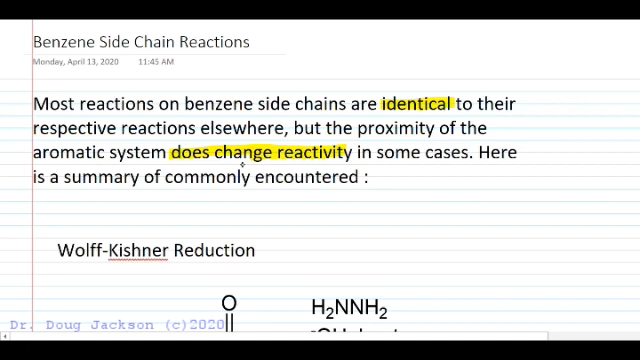 Benzene Side Chain Reactions
Monday, April 13, 2020 11:45 AM
Most reactions on benzene side chains are identical to their
respective reactions elsewhere, but the proximity of the
aromatic system does change reactivity in some cases. Here
is a summary of commonly encountered :
Wolff-Kishner Reduction
O
H₂NNH₂
Dr. Doug Jackson (c)2020